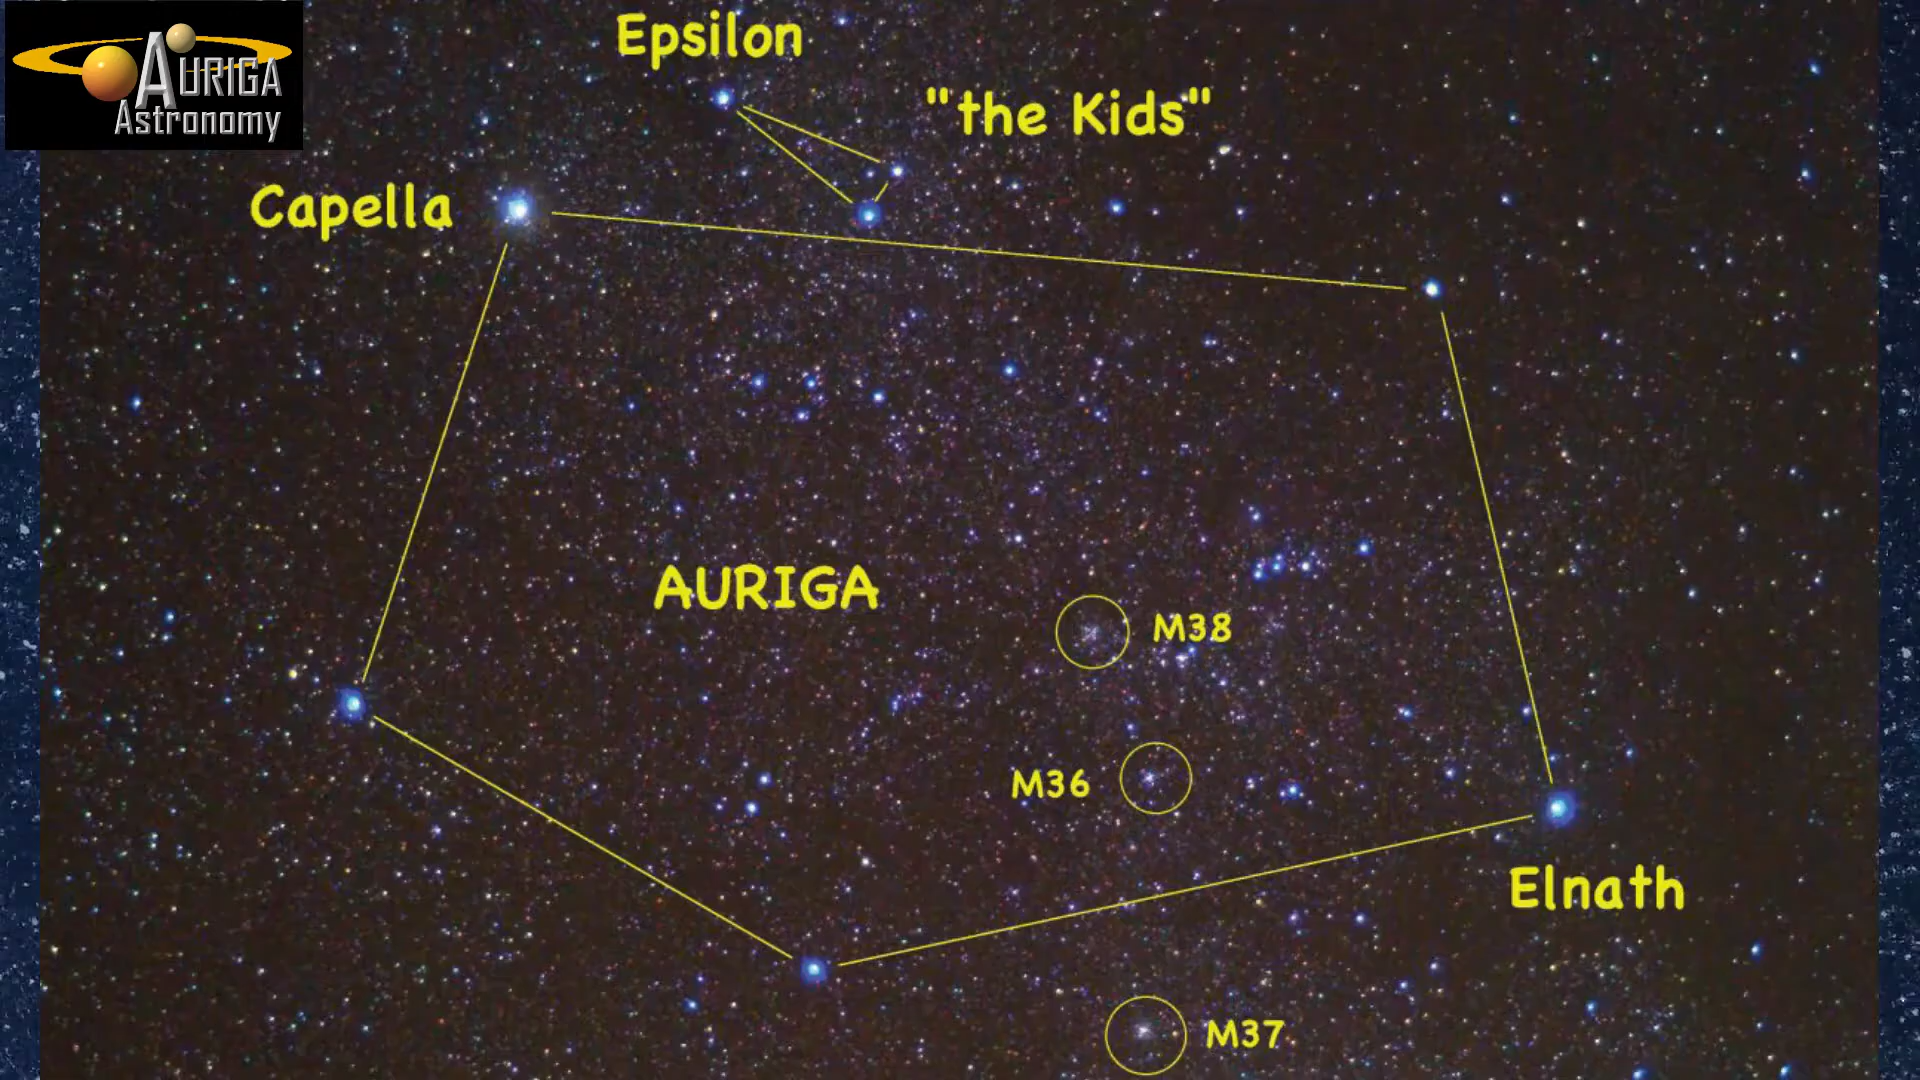 AURIGA
Astronomy
Epsilon
"the Kids"
Capella
AURIGA
M38
M36
Elnath
M37